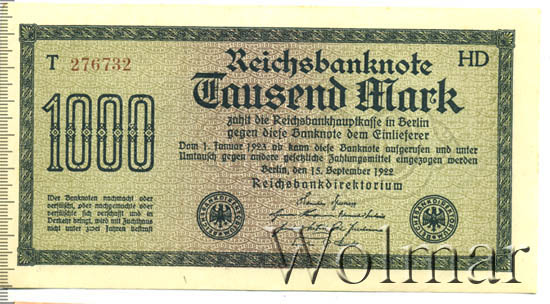 T 276732
Reichsbanknote
HD
1000
Tausend Mark
zahlt die Reichsbankhauptkasse in Berlin
gegen diese Banknote dem Einlieferer
Vom 1. Januar 1923 ab kann diese Banknote aufgerufen und unter
Umtausch gegen andere gesetzliche Zahlungsmittel eingezogen werden
Berlin, den 15. September 1922
Reichsbankdirektorium
Wer Banknoten nachmacht oder
verfälscht, oder nachgemachte oder
verfälschte sich verschafft und in
Verkehr bringt, wird mit Zuchthaus
nicht unter zwei Jahren bestraft
Wolmar